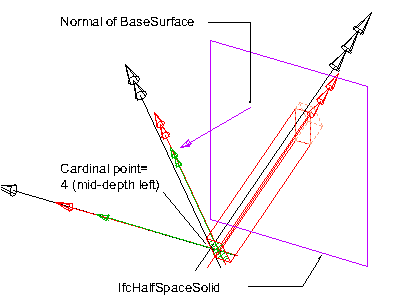 Normal of BaseSurface
Cardinal point=
4 (mid-depth left)
IfcHalfSpaceSolid